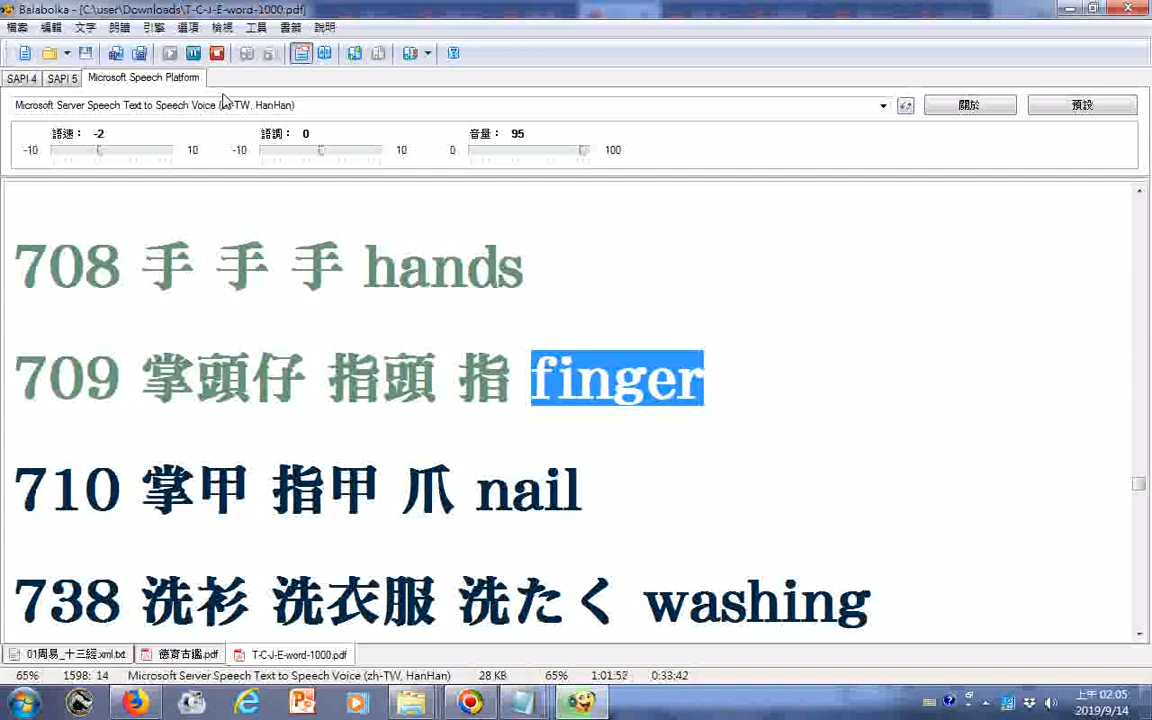 Balabolka - [C:\user\Downloads\T-C-J-E-word-1000.pdf]
檔案 編輯 文字 朗讀 引擎 選項 檢視 工具 書籤 說明
SAPI 4 SAPI 5 Microsoft Speech Platform
Microsoft Server Speech Text to Speech Voice (zh-TW, HanHan) 關於 預設
語速： -2 語調： 0 音量： 95
-10 10 -10 10 0 100
708 手 手 手 hands
709 掌頭仔 指頭 指 finger
710 掌甲 指甲 爪 nail
738 洗衫 洗衣服 洗たく washing
01周易_十三經.xml.txt 德育古鑑.pdf T-C-J-E-word-1000.pdf
65% 1598: 14 Microsoft Server Speech Text to Speech Voice (zh-TW, HanHan) 28 KB 65% 1:01:52 0:33:42
上午 02:05
2019/9/14